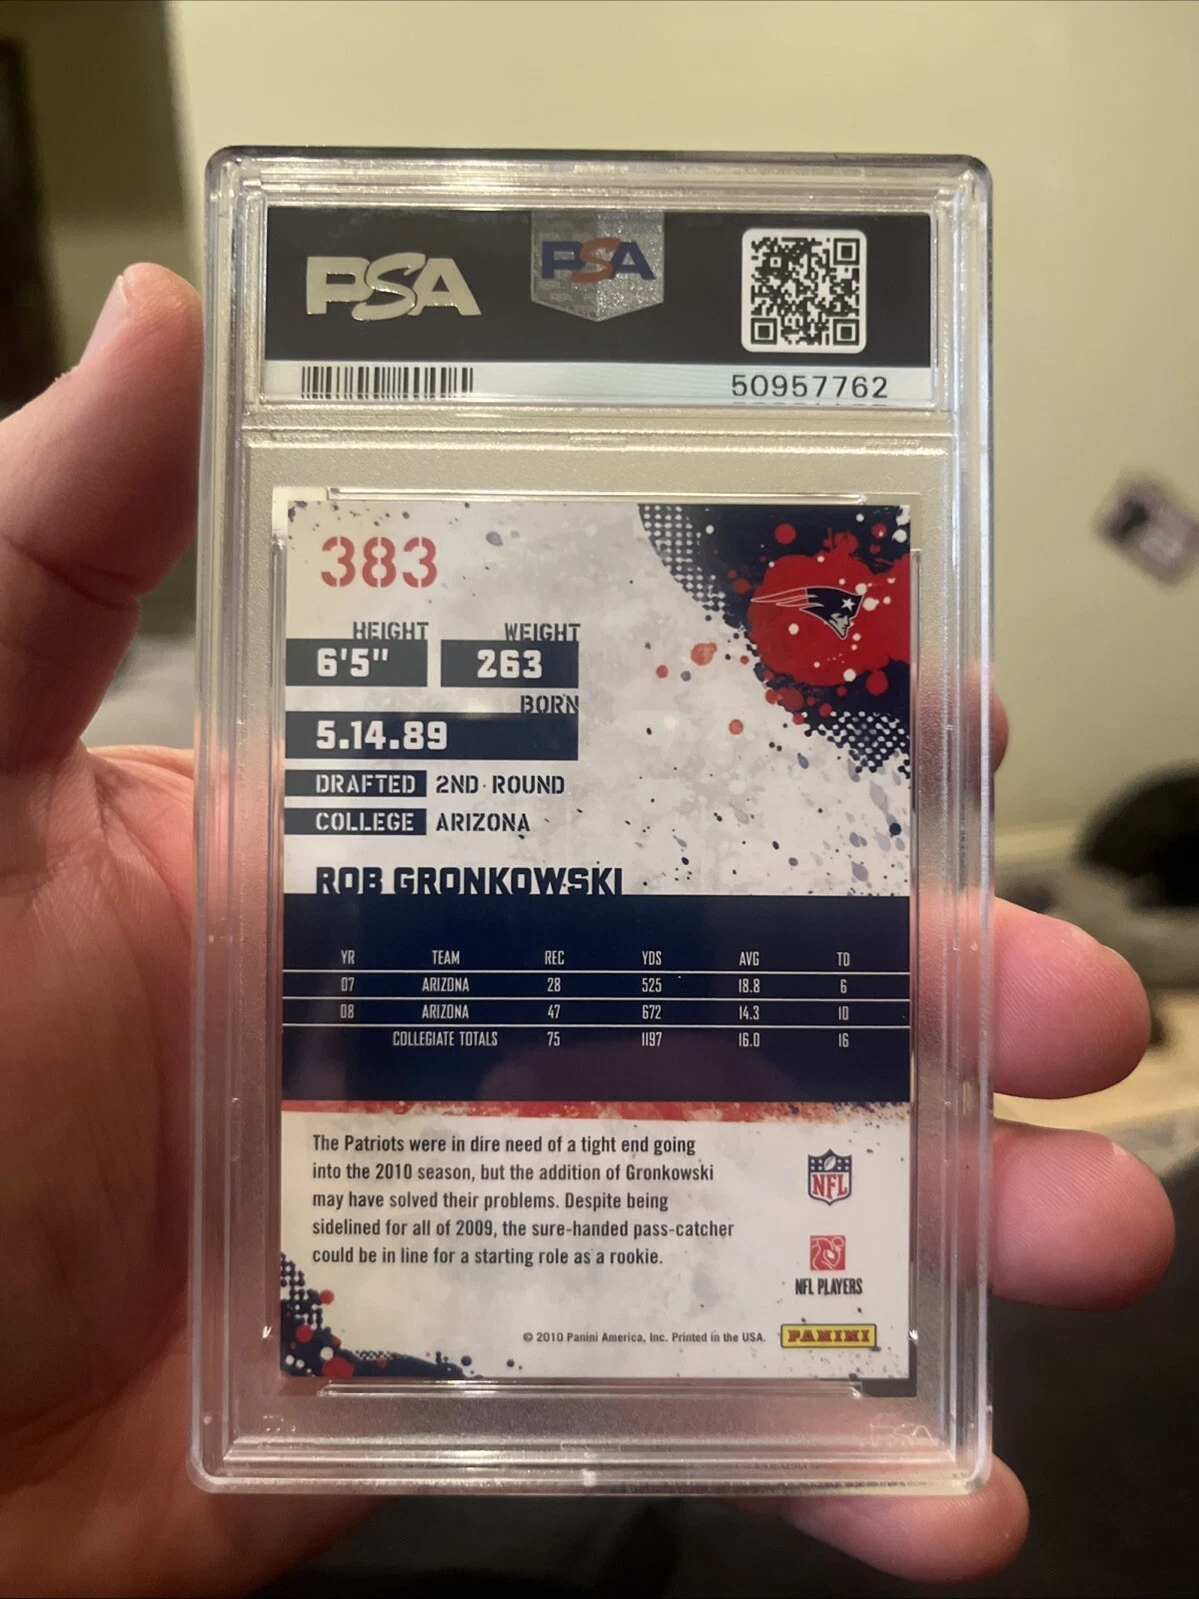 PSA
PSA
50957762
383
HEIGHT WEIGHT
6'5" 263
BORN
5.14.89
DRAFTED 2ND ROUND
COLLEGE ARIZONA
ROB GRONKOWSKI
YR TEAM REC YDS AVG TD
07 ARIZONA 28 525 18.8 6
08 ARIZONA 47 672 14.3 10
COLLEGIATE TOTALS 75 1197 16.0 16
The Patriots were in dire need of a tight end going
into the 2010 season, but the addition of Gronkowski
may have solved their problems. Despite being
sidelined for all of 2009, the sure-handed pass-catcher
could be in line for a starting role as a rookie.
NFL
NFL PLAYERS
© 2010 Panini America, Inc. Printed in the USA.
PANINI
PSA